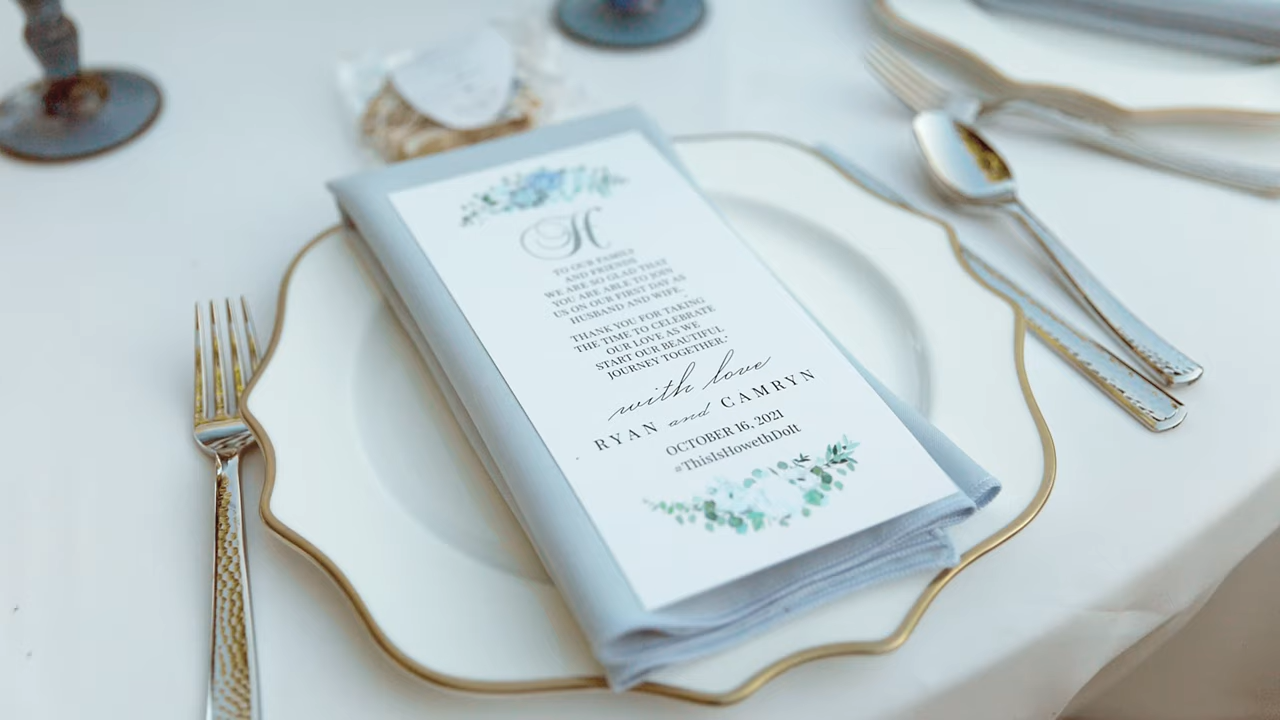 H
TO OUR FAMILY
AND FRIENDS
WE ARE SO GLAD THAT
YOU ARE ABLE TO JOIN
US ON OUR FIRST DAY AS
HUSBAND AND WIFE.
THANK YOU FOR TAKING
THE TIME TO CELEBRATE
OUR LOVE AS WE
START OUR BEAUTIFUL
JOURNEY TOGETHER.
with love
RYAN and CAMRYN
OCTOBER 16, 2021
#ThisIsHowethDoIt